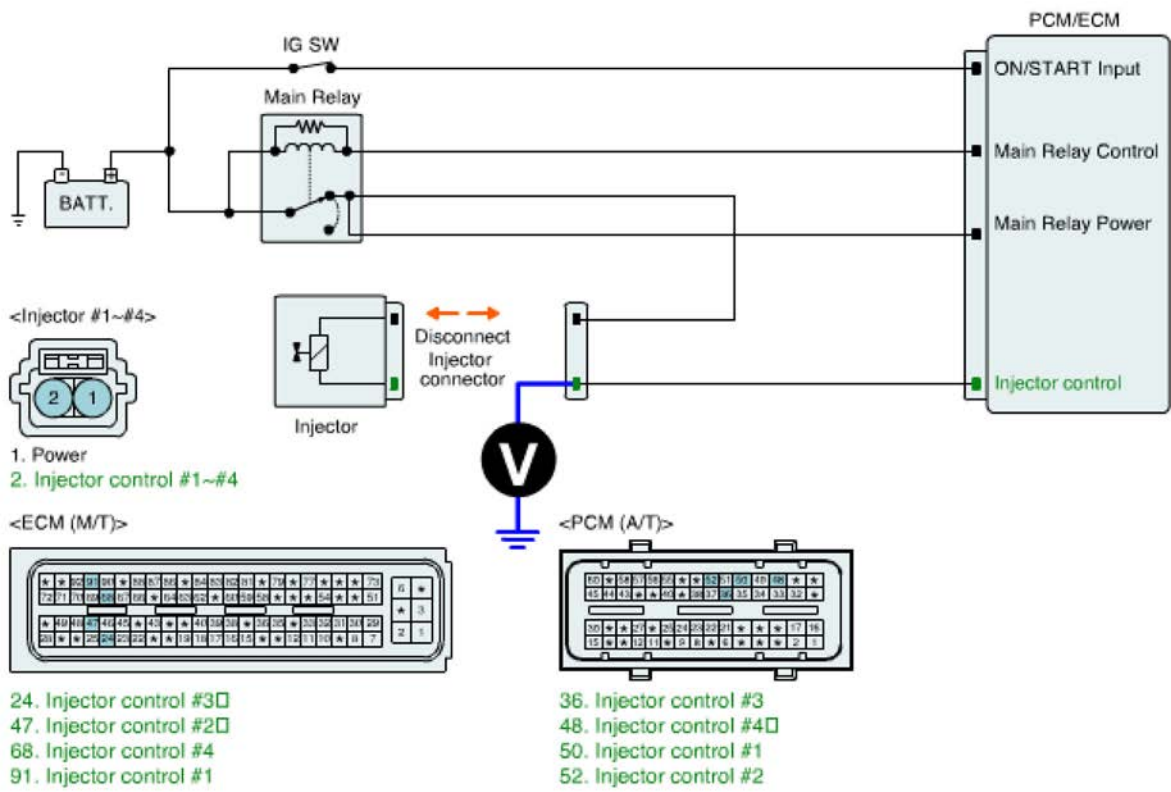 PCM/ECM
IG SW
ON/START Input
Main Relay
Main Relay Control
BATT.
Main Relay Power
<Injector #1~#4>
Disconnect
Injector
connector
Injector control
2 1
Injector
1. Power
2. Injector control #1~#4
V
<ECM (M/T)>
<PCM (A/T)>
24. Injector control #3□
47. Injector control #2□
68. Injector control #4
91. Injector control #1
36. Injector control #3
48. Injector control #4□
50. Injector control #1
52. Injector control #2